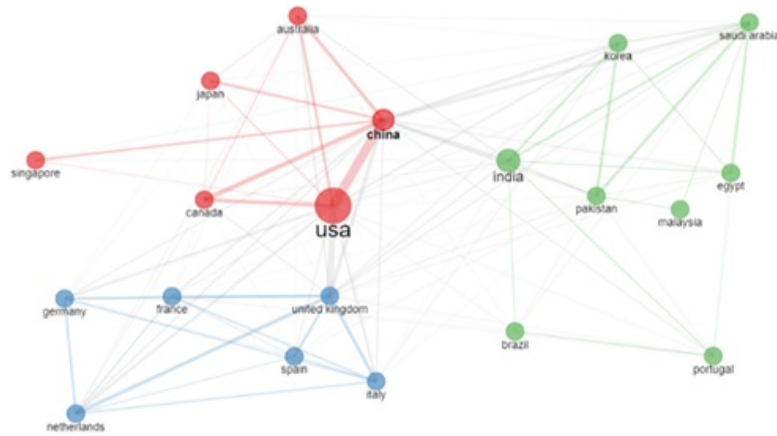 australia
saudi arabia
korea
japan
china
singapore
india
egypt
canada
pakistan
malaysia
usa
germany
france
united kingdom
brazil
spain
portugal
italy
netherlands